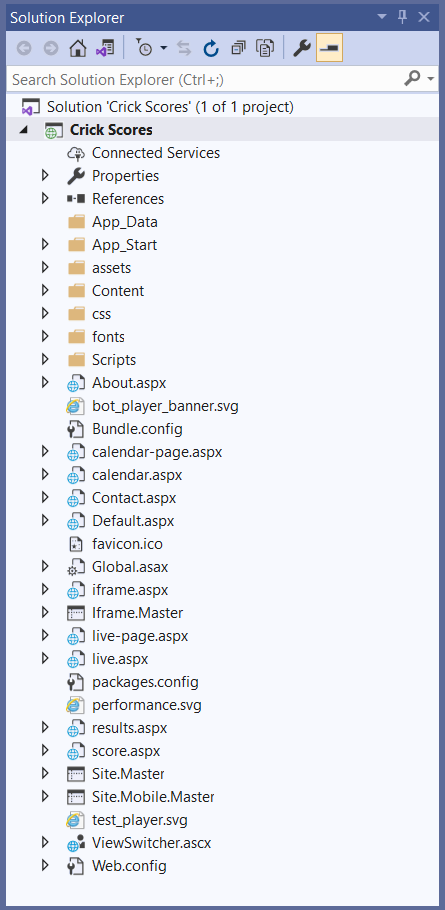 Solution Explorer
Search Solution Explorer (Ctrl+;)
Solution 'Crick Scores' (1 of 1 project)
Crick Scores
Connected Services
Properties
References
App_Data
App_Start
assets
Content
css
fonts
Scripts
About.aspx
bot_player_banner.svg
Bundle.config
calendar-page.aspx
calendar.aspx
Contact.aspx
Default.aspx
favicon.ico
Global.asax
iframe.aspx
Iframe.Master
live-page.aspx
live.aspx
packages.config
performance.svg
results.aspx
score.aspx
Site.Master
Site.Mobile.Master
test_player.svg
ViewSwitcher.ascx
Web.config